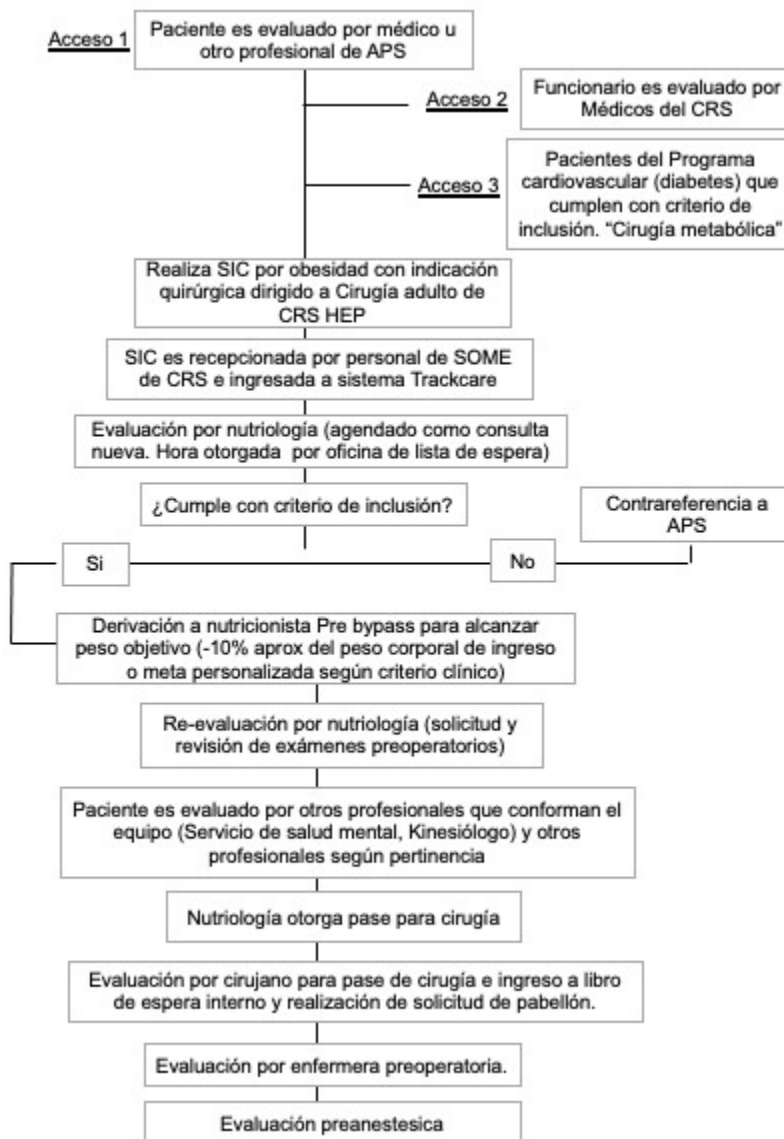 Acceso 1
Paciente es evaluado por médico u
otro profesional de APS
Acceso 2
Funcionario es evaluado por
Médicos del CRS
Acceso 3
Pacientes del Programa
cardiovascular (diabetes) que
cumplen con criterio de
inclusión. “Cirugía metabólica”
Realiza SIC por obesidad con indicación
quirúrgica dirigido a Cirugía adulto de
CRS HEP
SIC es recepcionada por personal de SOME
de CRS e ingresada a sistema Trackcare
Evaluación por nutriología (agendado como consulta
nueva. Hora otorgada por oficina de lista de espera)
¿Cumple con criterio de inclusión?
Contrareferencia a
APS
Si
No
Derivación a nutricionista Pre bypass para alcanzar
peso objetivo (-10% aprox del peso corporal de ingreso
o meta personalizada según criterio clínico)
Re-evaluación por nutriología (solicitud y
revisión de exámenes preoperatorios)
Paciente es evaluado por otros profesionales que conforman el
equipo (Servicio de salud mental, Kinesiólogo) y otros
profesionales según pertinencia
Nutriología otorga pase para cirugía
Evaluación por cirujano para pase de cirugía e ingreso a libro
de espera interno y realización de solicitud de pabellón.
Evaluación por enfermera preoperatoria.
Evaluación preanestesica